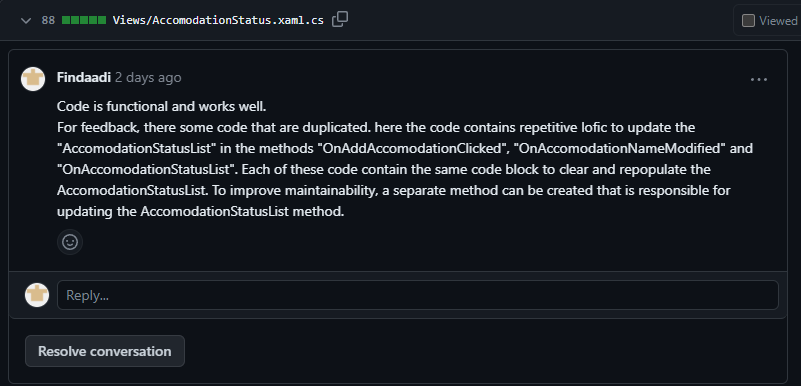 88 Views/AccomodationStatus.xaml.cs Viewed
Findaadi 2 days ago
Code is functional and works well.
For feedback, there some code that are duplicated. here the code contains repetitive lofic to update the
"AccomodationStatusList" in the methods "OnAddAccomodationClicked", "OnAccomodationNameModified" and
"OnAccomodationStatusList". Each of these code contain the same code block to clear and repopulate the
AccomodationStatusList. To improve maintainability, a separate method can be created that is responsible for
updating the AccomodationStatusList method.
Reply...
Resolve conversation